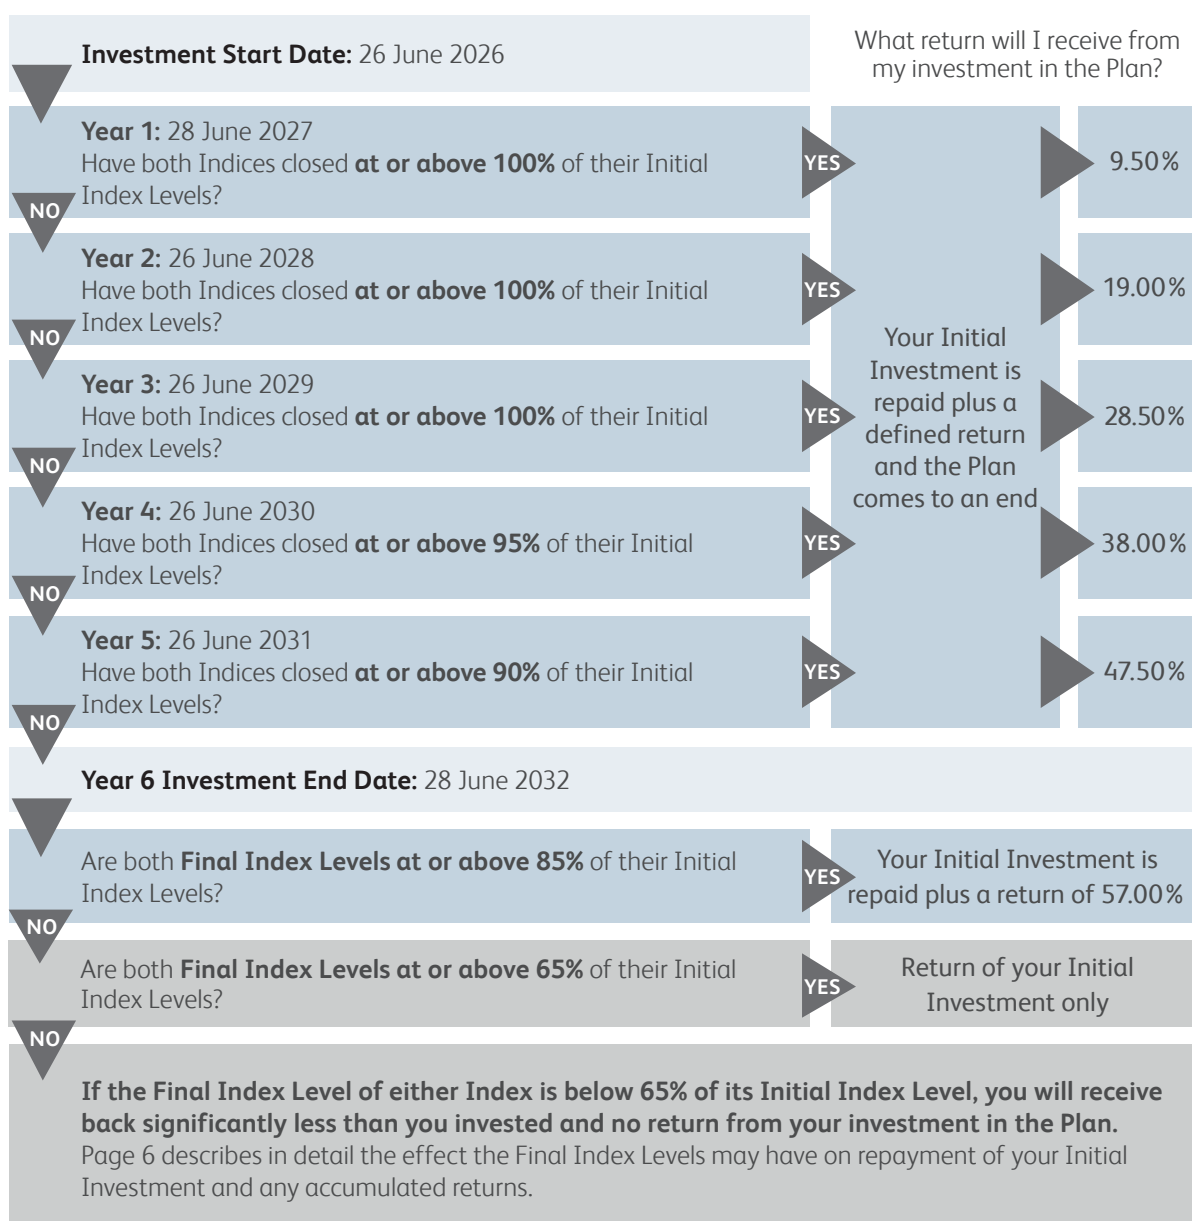 Investment Start Date: 26 June 2026
What return will I receive from
my investment in the Plan?
Year 1: 28 June 2027
Have both Indices closed at or above 100% of their Initial
Index Levels?
YES
9.50%
NO
Year 2: 26 June 2028
Have both Indices closed at or above 100% of their Initial
Index Levels?
YES
19.00%
NO
Year 3: 26 June 2029
Have both Indices closed at or above 100% of their Initial
Index Levels?
YES
Your Initial
Investment is
repaid plus a
defined return
and the Plan
comes to an end
28.50%
NO
Year 4: 26 June 2030
Have both Indices closed at or above 95% of their Initial
Index Levels?
YES
38.00%
NO
Year 5: 26 June 2031
Have both Indices closed at or above 90% of their Initial
Index Levels?
YES
47.50%
NO
Year 6 Investment End Date: 28 June 2032
Are both Final Index Levels at or above 85% of their Initial
Index Levels?
YES
Your Initial Investment is
repaid plus a return of 57.00%
NO
Are both Final Index Levels at or above 65% of their Initial
Index Levels?
YES
Return of your Initial
Investment only
NO
If the Final Index Level of either Index is below 65% of its Initial Index Level, you will receive
back significantly less than you invested and no return from your investment in the Plan.
Page 6 describes in detail the effect the Final Index Levels may have on repayment of your Initial
Investment and any accumulated returns.